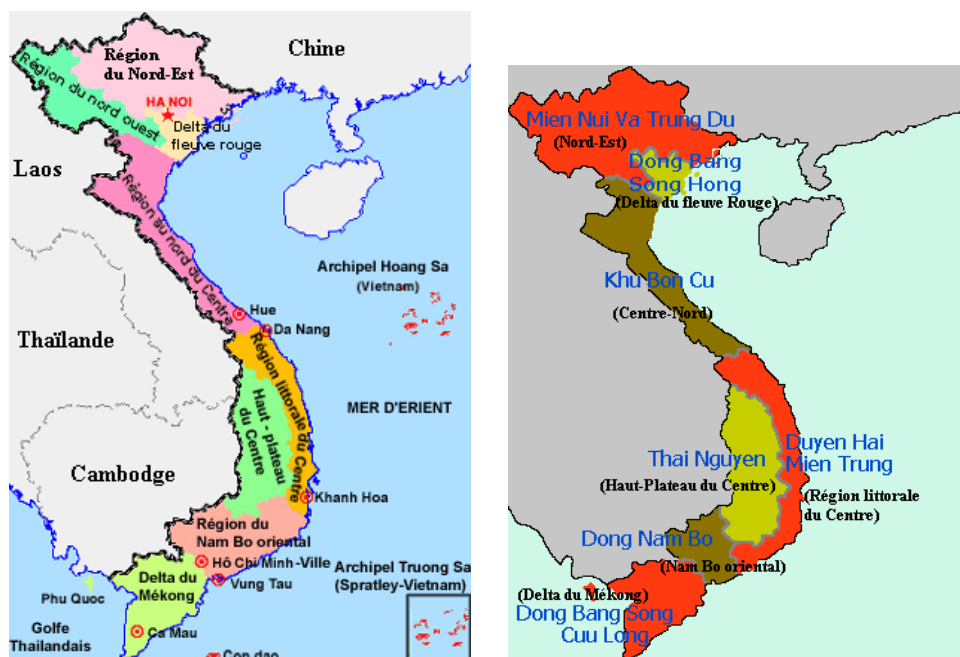 Chine
Région
du Nord-Est
Région du nord ouest
HA NOI
Delta du
fleuve rouge
Laos
Région au nord du Centre
Archipel Hoang Sa
(Vietnam)
Hue
Da Nang
Thaïlande
Région littorale du Centre
Haut-plateau
du Centre
MER D'ERIENT
Cambodge
Khanh Hoa
Région du
Nam Bo oriental
Hô Chi Minh-Ville
Archipel Truong Sa
(Spratley-Vietnam)
Vung Tau
Delta du
Mékong
Phu Quoc
Golfe
Thailandais
Ca Mau
Con dao
Mien Nui Va Trung Du
(Nord-Est)
Dong Bang
Song Hong
(Delta du fleuve Rouge)
Khu Bon Cu
(Centre-Nord)
Duyen Hai
Mien Trung
(Région littorale
du Centre)
Thai Nguyen
(Haut-Plateau du Centre)
Dong Nam Bo
(Nam Bo oriental)
(Delta du Mékong)
Dong Bang Song
Cuu Long